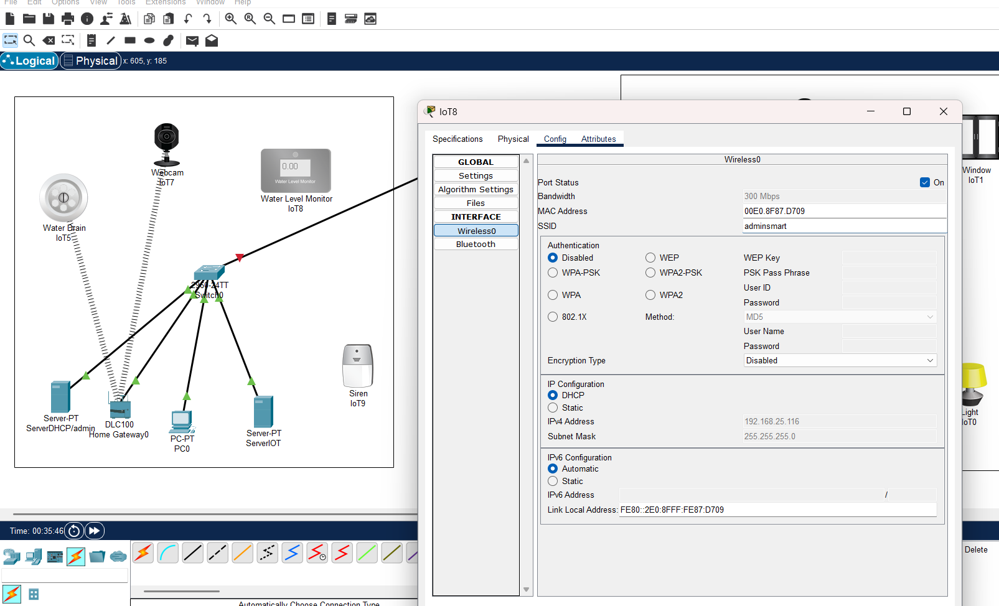 File Edit Options View Tools Extensions Window Help
Logical Physical x: 605, y: 185
Webcam
IoT7
0.00
Water Level Monitor
Water Level Monitor
IoT8
Water Drain
IoT5
2960-24TT
Switch0
Siren
IoT9
Server-PT
ServerDHCP/admin
DLC100
Home Gateway0
PC-PT
PC0
Server-PT
ServerIOT
Window
IoT1
Light
IoT0
IoT8
Specifications Physical Config Attributes
GLOBAL
Settings
Algorithm Settings
Files
INTERFACE
Wireless0
Bluetooth
Wireless0
Port Status On
Bandwidth 300 Mbps
MAC Address 00E0.8F87.D709
SSID adminsmart
Authentication
Disabled WEP WEP Key
WPA-PSK WPA2-PSK PSK Pass Phrase
User ID
WPA WPA2
Password
802.1X Method: MD5
User Name
Password
Encryption Type Disabled
IP Configuration
DHCP
Static
IPv4 Address 192.168.25.116
Subnet Mask 255.255.255.0
IPv6 Configuration
Automatic
Static
IPv6 Address /
Link Local Address: FE80::2E0:8FFF:FE87:D709
Time: 00:35:46
Delete
Automatically Choose Connection Type